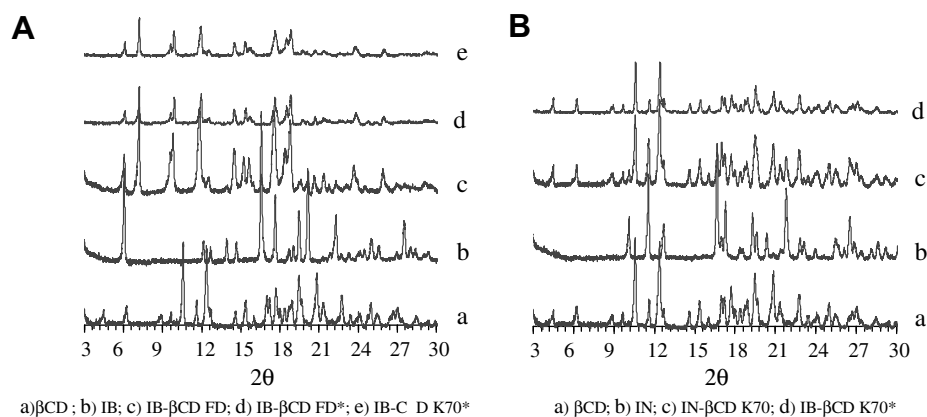 A
B
e
d
c
b
a
3 6 9 12 15 18 21 24 27 30
2θ
a)βCD ; b) IB; c) IB-βCD FD; d) IB-βCD FD*; e) IB-C D K70*
d
c
b
a
3 6 9 12 15 18 21 24 27 30
2θ
a) βCD; b) IN; c) IN-βCD K70; d) IB-βCD K70*